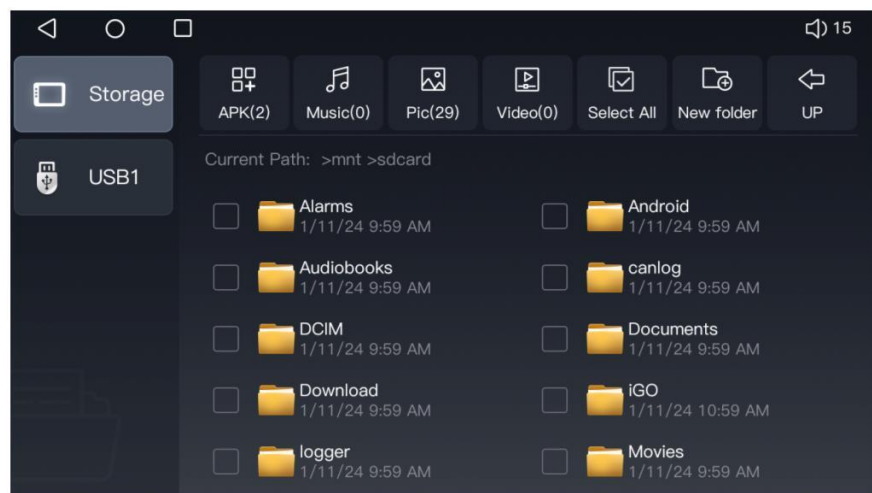 15
Storage
USB1
APK(2)
Music(0)
Pic(29)
Video(0)
Select All
New folder
UP
Current Path: >mnt >sdcard
Alarms
1/11/24 9:59 AM
Android
1/11/24 9:59 AM
Audiobooks
1/11/24 9:59 AM
canlog
1/11/24 9:59 AM
DCIM
1/11/24 9:59 AM
Documents
1/11/24 9:59 AM
Download
1/11/24 9:59 AM
iGO
1/11/24 10:59 AM
logger
1/11/24 9:59 AM
Movies
1/11/24 9:59 AM